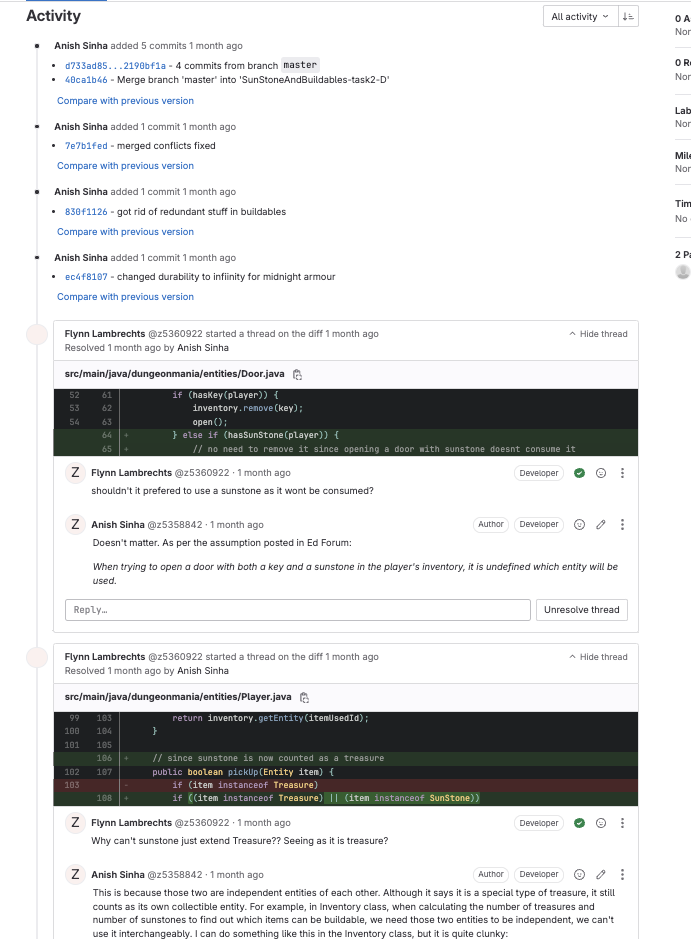 Activity
All activity
0 A
Anish Sinha added 5 commits 1 month ago
d733ad85...2190bf1a - 4 commits from branch master
40ca1b46 - Merge branch 'master' into 'SunStoneAndBuildables-task2-D'
Compare with previous version
Anish Sinha added 1 commit 1 month ago
7e7b1fed - merged conflicts fixed
Compare with previous version
Anish Sinha added 1 commit 1 month ago
830f1126 - got rid of redundant stuff in buildables
Compare with previous version
Anish Sinha added 1 commit 1 month ago
ec4f8107 - changed durability to infiinity for midnight armour
Compare with previous version
Non
0 Re
Non
Lab
Non
Mile
Non
Tim
No
2 Pa
Flynn Lambrechts @z5360922 started a thread on the diff 1 month ago
Hide thread
Resolved 1 month ago by Anish Sinha
src/main/java/dungeonmania/entities/Door.java
52 61 if (hasKey(player)) {
53 62 inventory.remove(key);
54 63 open();
64 + } else if (hasSunStone(player)) {
65 + // no need to remove it since opening a door with sunstone doesnt consume it
Z Flynn Lambrechts @z5360922 · 1 month ago Developer
shouldn't it prefered to use a sunstone as it wont be consumed?
Z Anish Sinha @z5358842 · 1 month ago Author Developer
Doesn't matter. As per the assumption posted in Ed Forum:
When trying to open a door with both a key and a sunstone in the player's inventory, it is undefined which entity will be
used.
Reply…
Unresolve thread
Flynn Lambrechts @z5360922 started a thread on the diff 1 month ago
Hide thread
Resolved 1 month ago by Anish Sinha
src/main/java/dungeonmania/entities/Player.java
99 103 return inventory.getEntity(itemUsedId);
100 104 }
101 105
106 + // since sunstone is now counted as a treasure
102 107 public boolean pickUp(Entity item) {
103 - if (item instanceof Treasure)
108 + if ((item instanceof Treasure) || (item instanceof SunStone))
Z Flynn Lambrechts @z5360922 · 1 month ago Developer
Why can't sunstone just extend Treasure?? Seeing as it is treasure?
Z Anish Sinha @z5358842 · 1 month ago Author Developer
This is because those two are independent entities of each other. Although it says it is a special type of treasure, it still
counts as its own collectible entity. For example, in Inventory class, when calculating the number of treasures and
number of sunstones to find out which items can be buildable, we need those two entities to be independent, we can't
use it interchangeably. I can do something like this in the Inventory class, but it is quite clunky: